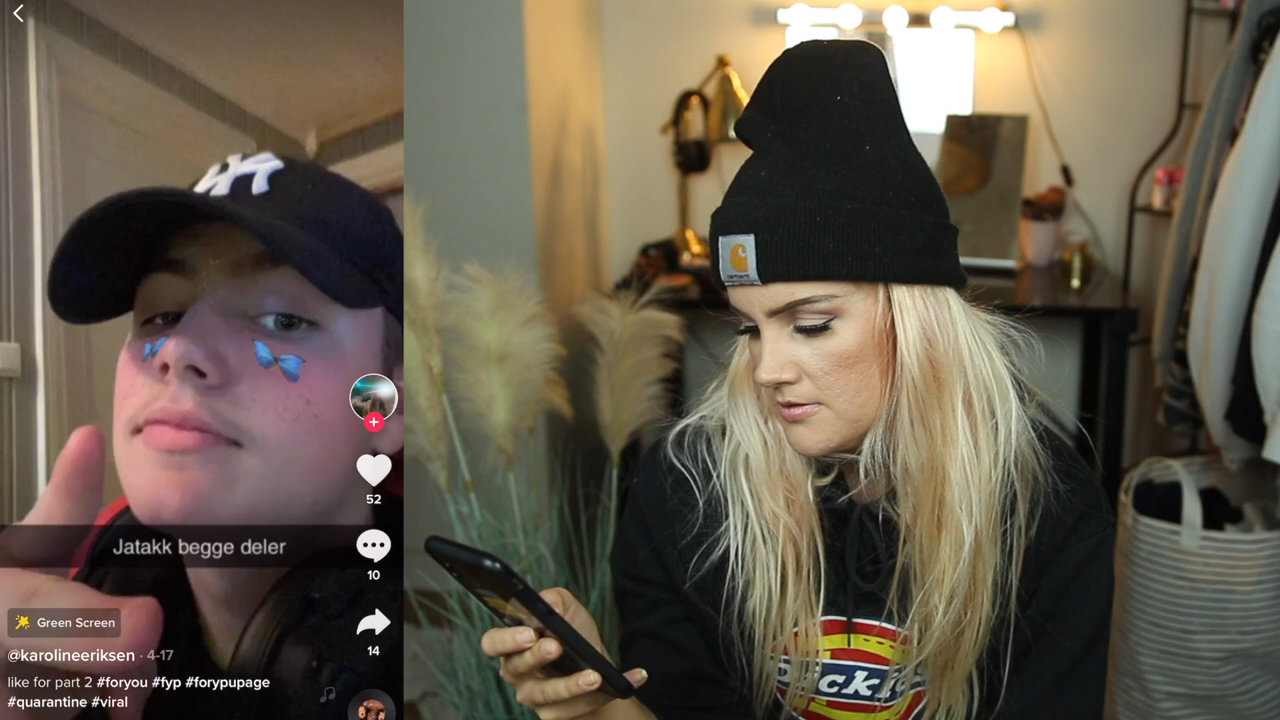 NY
52
Jatakk begge deler
10
Green Screen
14
@karolineeriksen · 4-17
like for part 2 #foryou #fyp #forypupage
#quarantine #viral
carhartt
Dickies